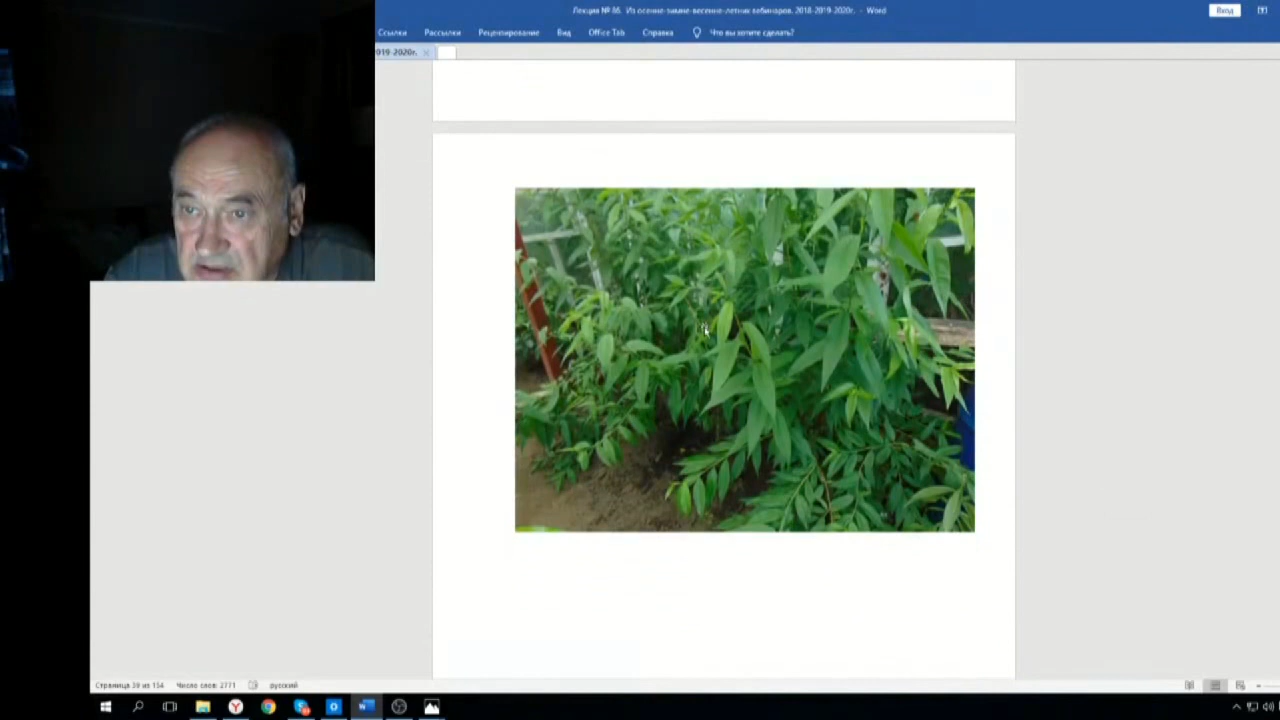 Лекция № 86. Из осенне-зимне-весенне-летних вебинаров. 2018-2019-2020г. - Word
Вход
Ссылки Рассылки Рецензирование Вид Office Tab Справка Что вы хотите сделать?
019-2020г.
Страница 39 из 154 Число слов: 2771 русский